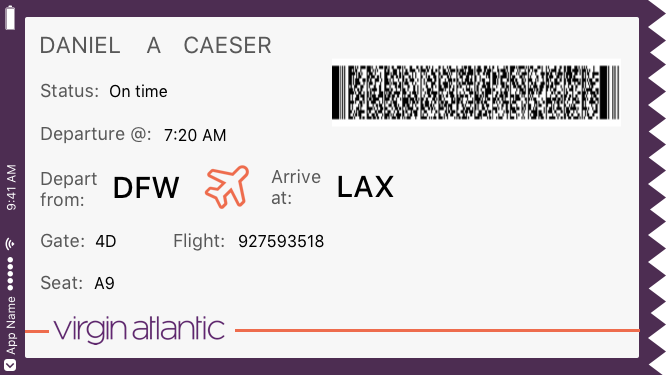 DANIEL A CAESER
Status: On time
Departure @: 7:20 AM
Depart from: DFW
Arrive at: LAX
Gate: 4D Flight: 927593518
Seat: A9
virgin atlantic
9:41 AM
App Name